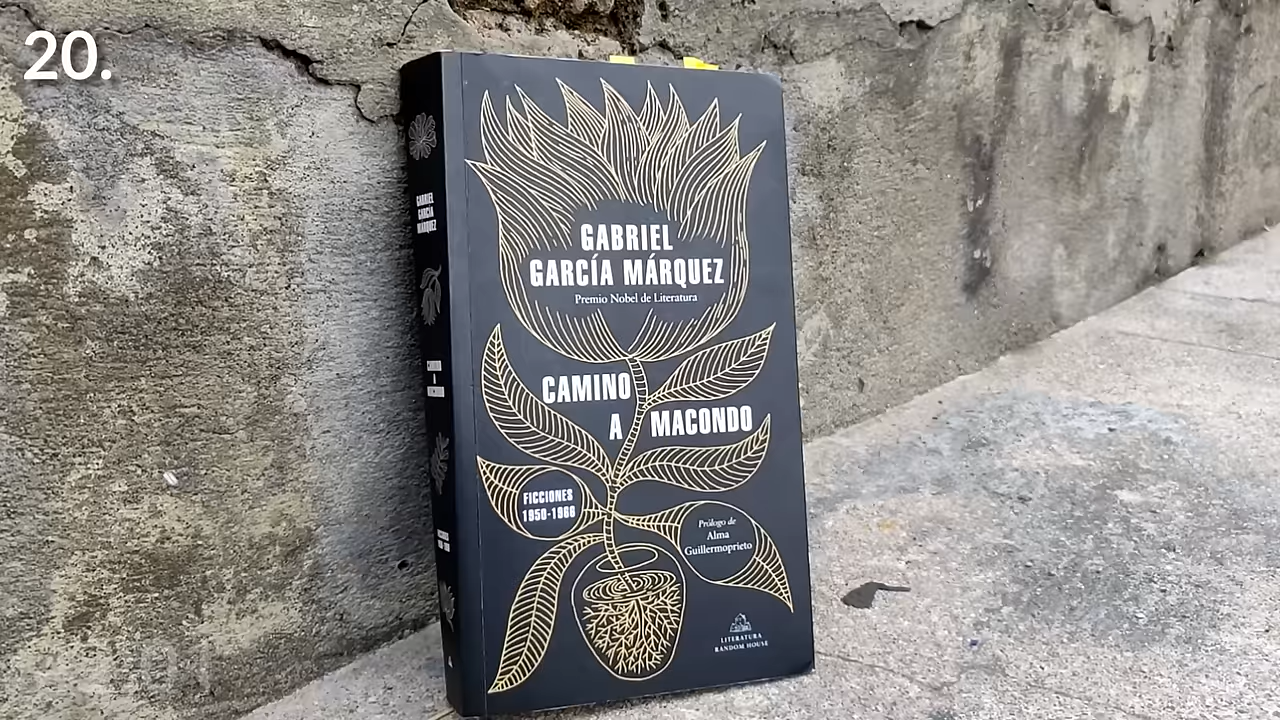 20.
GABRIEL
GARCÍA
MÁRQUEZ
GABRIEL
GARCÍA MÁRQUEZ
Premio Nobel de Literatura
CAMINO
A MACONDO
FICCIONES
1950-1966
Prólogo de
Alma
Guillermoprieto
LITERATURA
RANDOM HOUSE